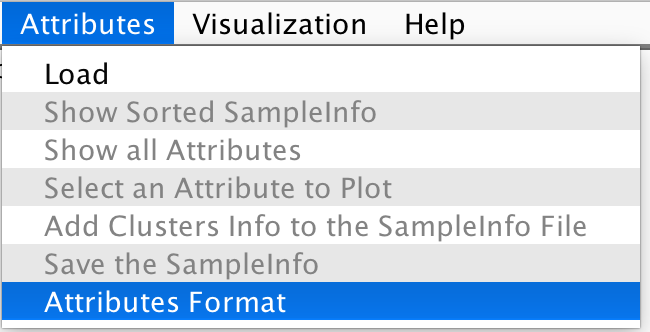 Attributes Visualization Help
Load
Show Sorted SampleInfo
Show all Attributes
Select an Attribute to Plot
Add Clusters Info to the SampleInfo File
Save the SampleInfo
Attributes Format